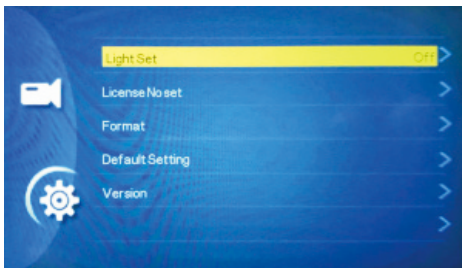 Light Set Off
License No set
Format
Default Setting
Version